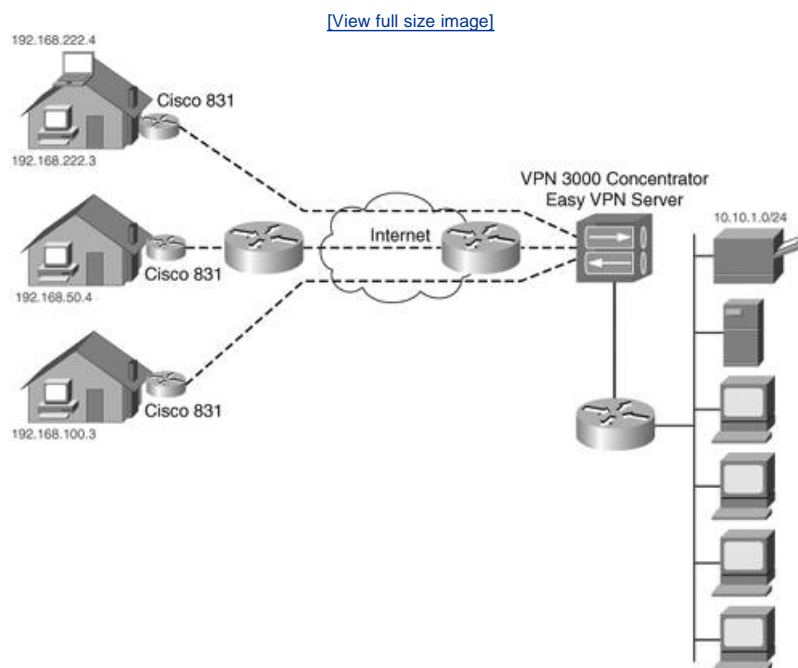 [View full size image]
192.168.222.4
Cisco 831
192.168.222.3
VPN 3000 Concentrator
Easy VPN Server
10.10.1.0/24
Internet
Cisco 831
192.168.50.4
Cisco 831
192.168.100.3